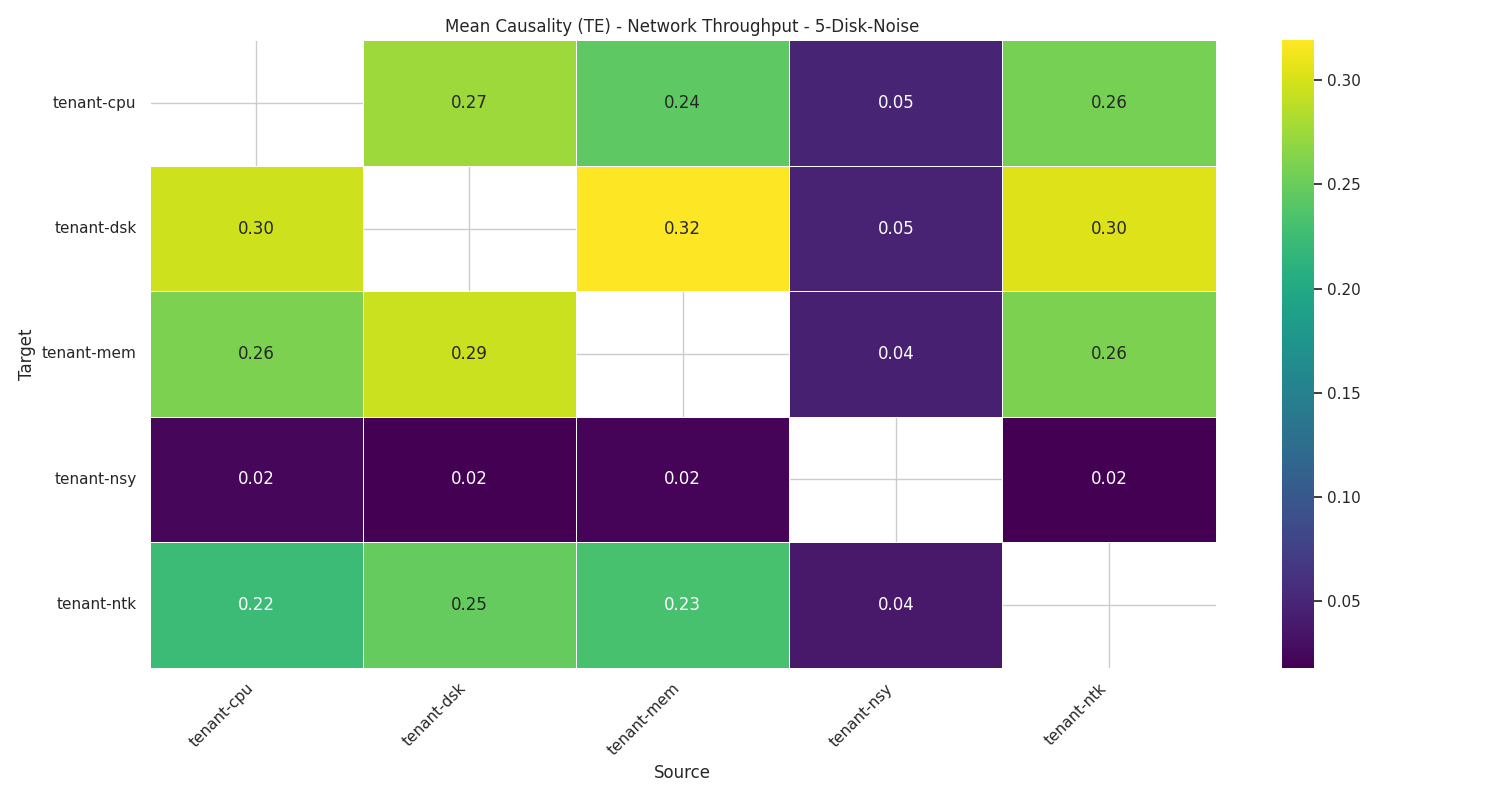 Mean Causality (TE) - Network Throughput - 5-Disk-Noise
tenant-cpu 0.27 0.24 0.05 0.26
tenant-dsk 0.30 0.32 0.05 0.30
tenant-mem 0.26 0.29 0.04 0.26
tenant-nsy 0.02 0.02 0.02 0.02
tenant-ntk 0.22 0.25 0.23 0.04
Target
tenant-cpu tenant-dsk tenant-mem tenant-nsy tenant-ntk
Source
0.30
0.25
0.20
0.15
0.10
0.05